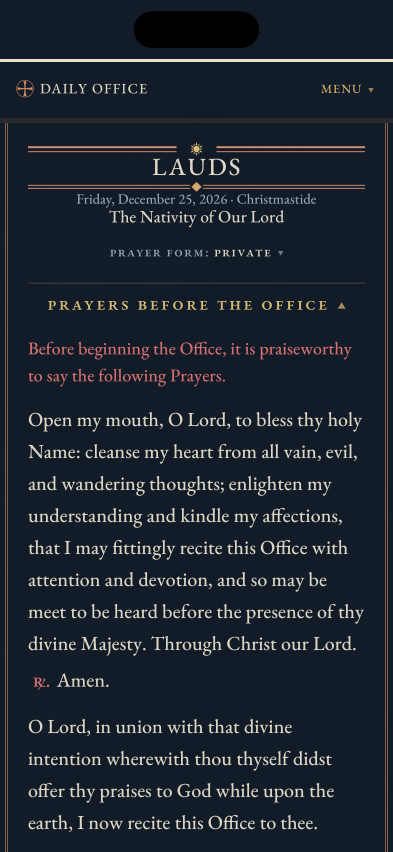 DAILY OFFICE
MENU ▼
LAUDS
Friday, December 25, 2026 · Christmastide
The Nativity of Our Lord
PRAYER FORM: PRIVATE ▼
PRAYERS BEFORE THE OFFICE ▲
Before beginning the Office, it is praiseworthy
to say the following Prayers.
Open my mouth, O Lord, to bless thy holy
Name: cleanse my heart from all vain, evil,
and wandering thoughts; enlighten my
understanding and kindle my affections,
that I may fittingly recite this Office with
attention and devotion, and so may be
meet to be heard before the presence of thy
divine Majesty. Through Christ our Lord.
℟. Amen.
O Lord, in union with that divine
intention wherewith thou thyself didst
offer thy praises to God while upon the
earth, I now recite this Office to thee.